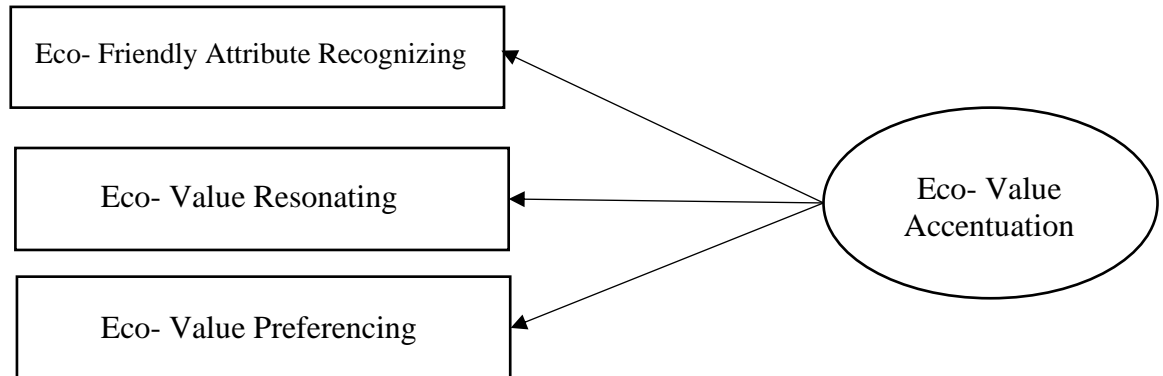 Eco- Friendly Attribute Recognizing
Eco- Value Resonating
Eco- Value Preferencing
Eco- Value
Accentuation